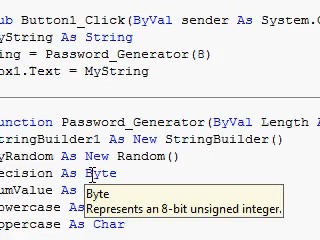 ub Button1_Click(ByVal sender As System.
yString As String
ing = Password_Generator(8)
ox1.Text = MyString
unction Password_Generator(ByVal Length A
tringBuilder1 As New StringBuilder()
yRandom As New Random()
ecision As Byte
umValue As
Byte
owercase As
Represents an 8-bit unsigned integer.
ppercase As Char